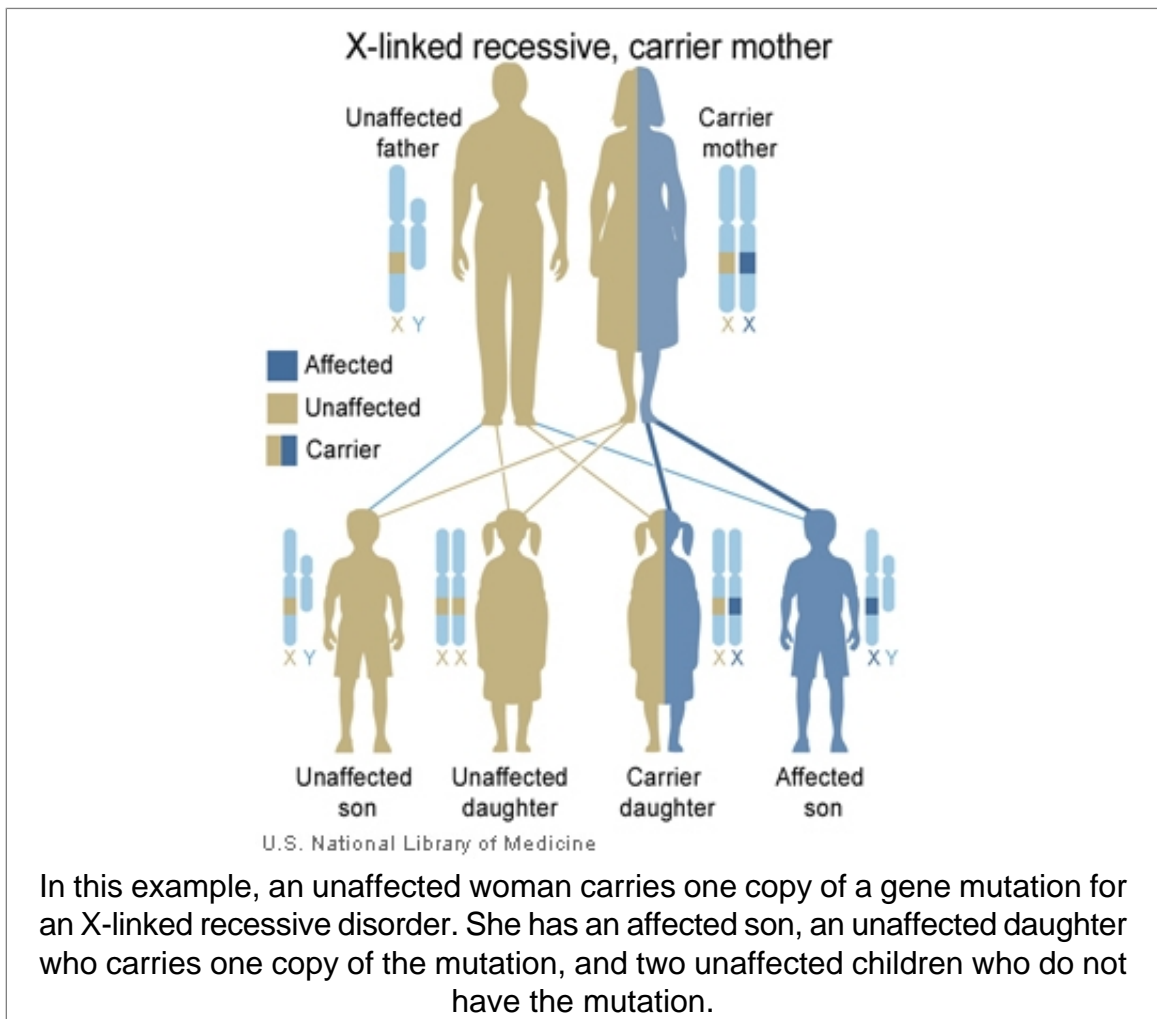 X-linked recessive, carrier mother
Unaffected
father
Carrier
mother
X Y
X X
Affected
Unaffected
Carrier
X Y
X X
X X
X Y
Unaffected
son
Unaffected
daughter
Carrier
daughter
Affected
son
U.S. National Library of Medicine
In this example, an unaffected woman carries one copy of a gene mutation for
an X-linked recessive disorder. She has an affected son, an unaffected daughter
who carries one copy of the mutation, and two unaffected children who do not
have the mutation.